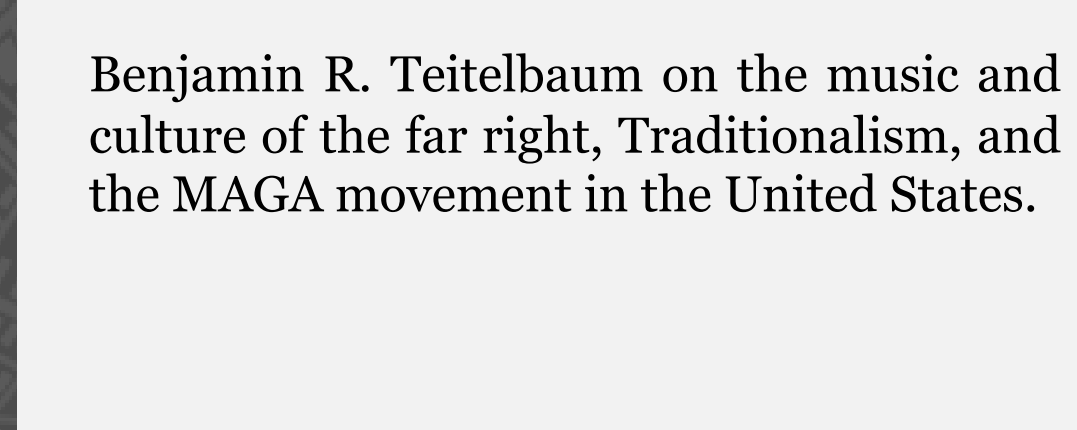 Benjamin R. Teitelbaum on the music and
culture of the far right, Traditionalism, and
the MAGA movement in the United States.